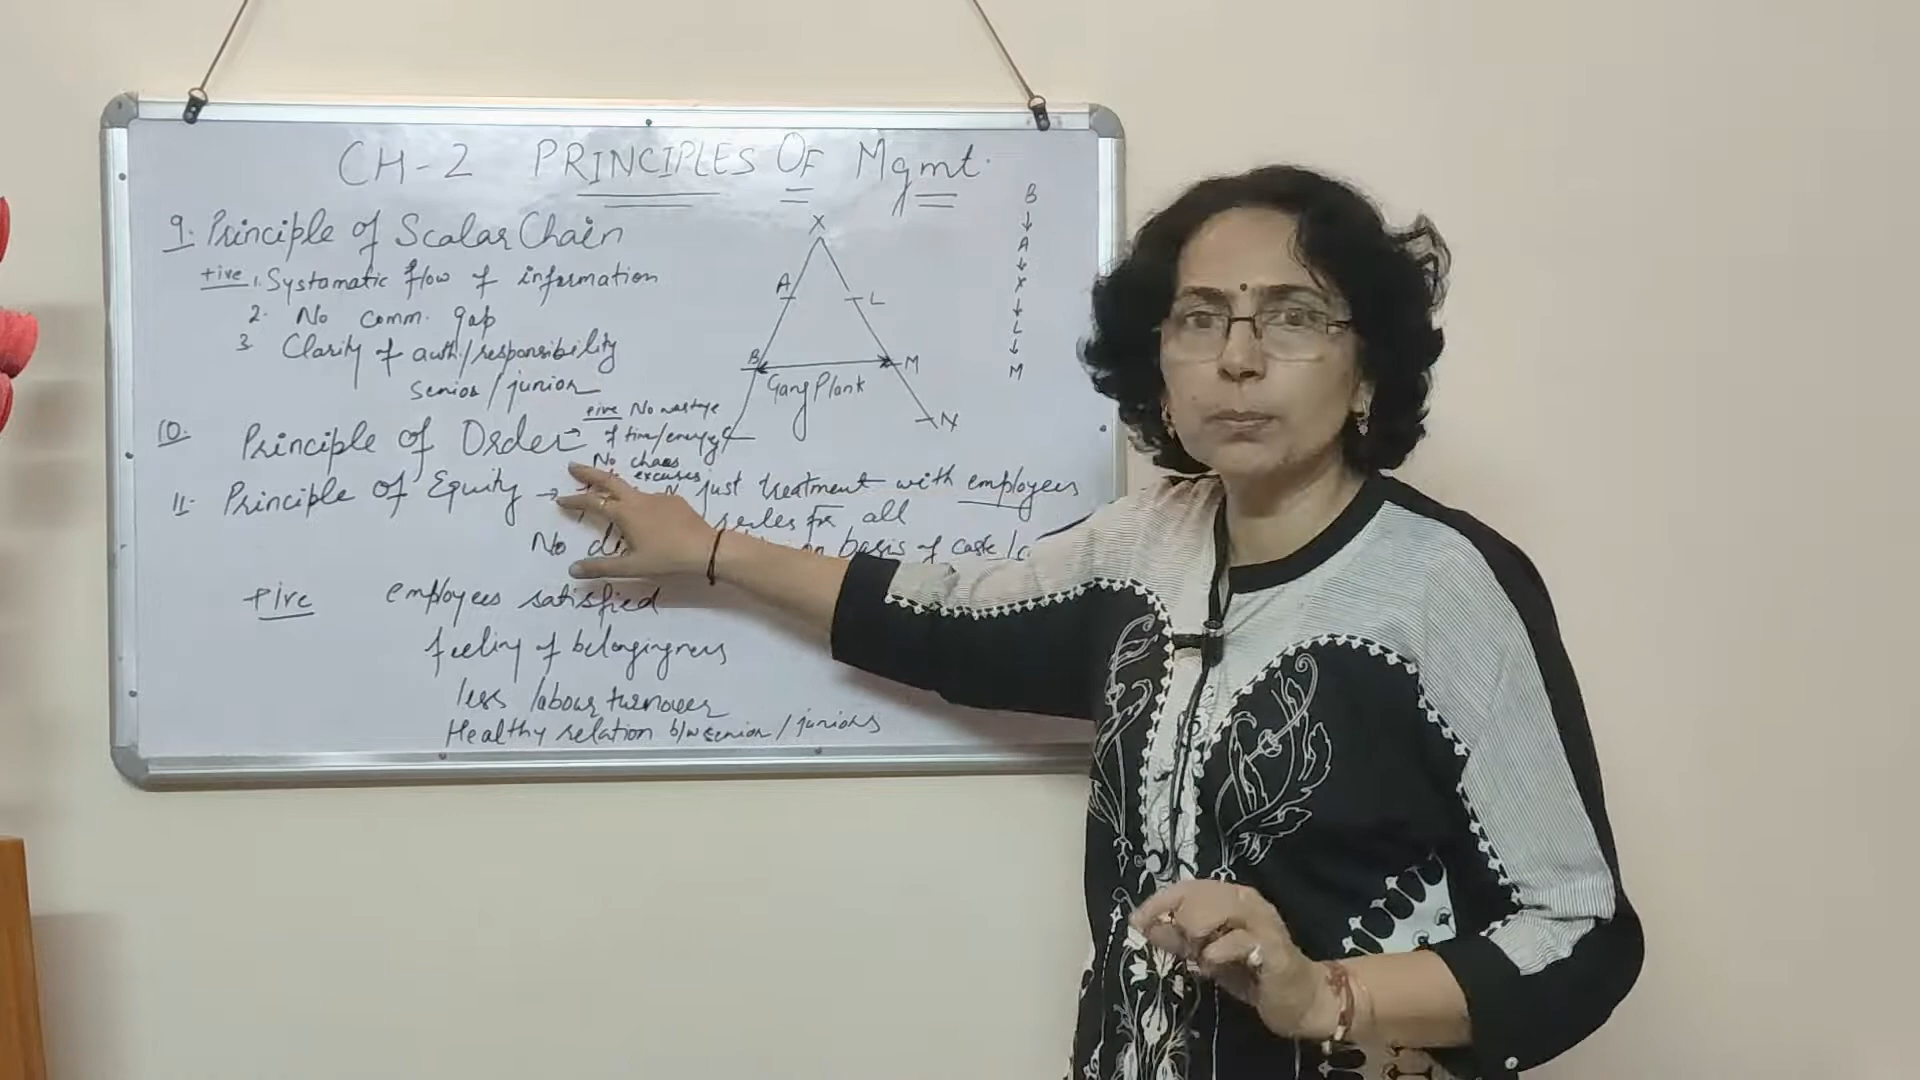 CH-2 PRINCIPLES OF Mgmt.
9. Principle of Scalar Chain
+ive 1. Systematic flow of information
2. No comm. gap
3. Clarity of auth./responsibility
senior/junior
X
A
L
B
M
Gang Plank
C
N
B
↓
A
↓
X
↓
L
↓
M
10. Principle of Order →
+ive No wastage
of time/energy
No chaos
excuses
11. Principle of Equity →
just treatment with employees
rules for all
No basis of caste
+ive employees satisfied
feeling of belongingness
less labour turnover
Healthy relation b/w senior/juniors